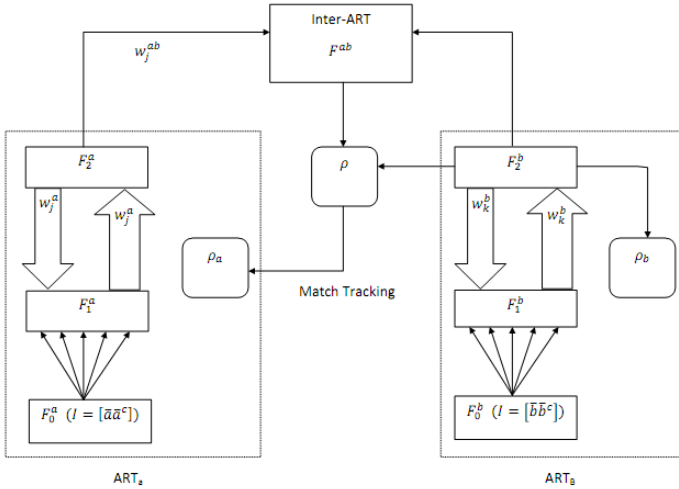 Inter-ART
F^{ab}
w_j^{ab}
F_2^a
ρ
F_2^b
w_j^a
w_j^a
w_k^b
w_k^b
ρ_a
ρ_b
Match Tracking
F_1^a
F_1^b
F_0^a (I = [āā^c])
F_0^b (I = [b̄b̄^c])
ART_a
ART_B